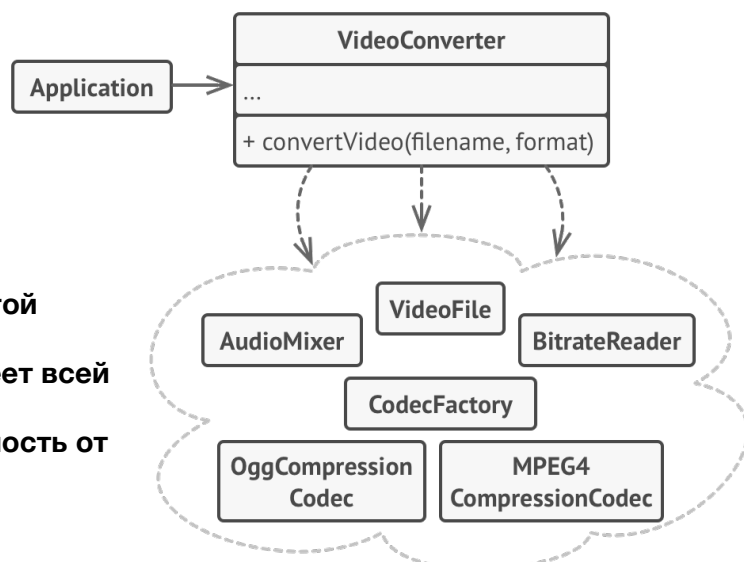 VideoConverter
Application
...
+ convertVideo(filename, format)
VideoFile
AudioMixer
BitrateReader
CodecFactory
OggCompression
Codec
MPEG4
CompressionCodec
той
ет всей
ность от